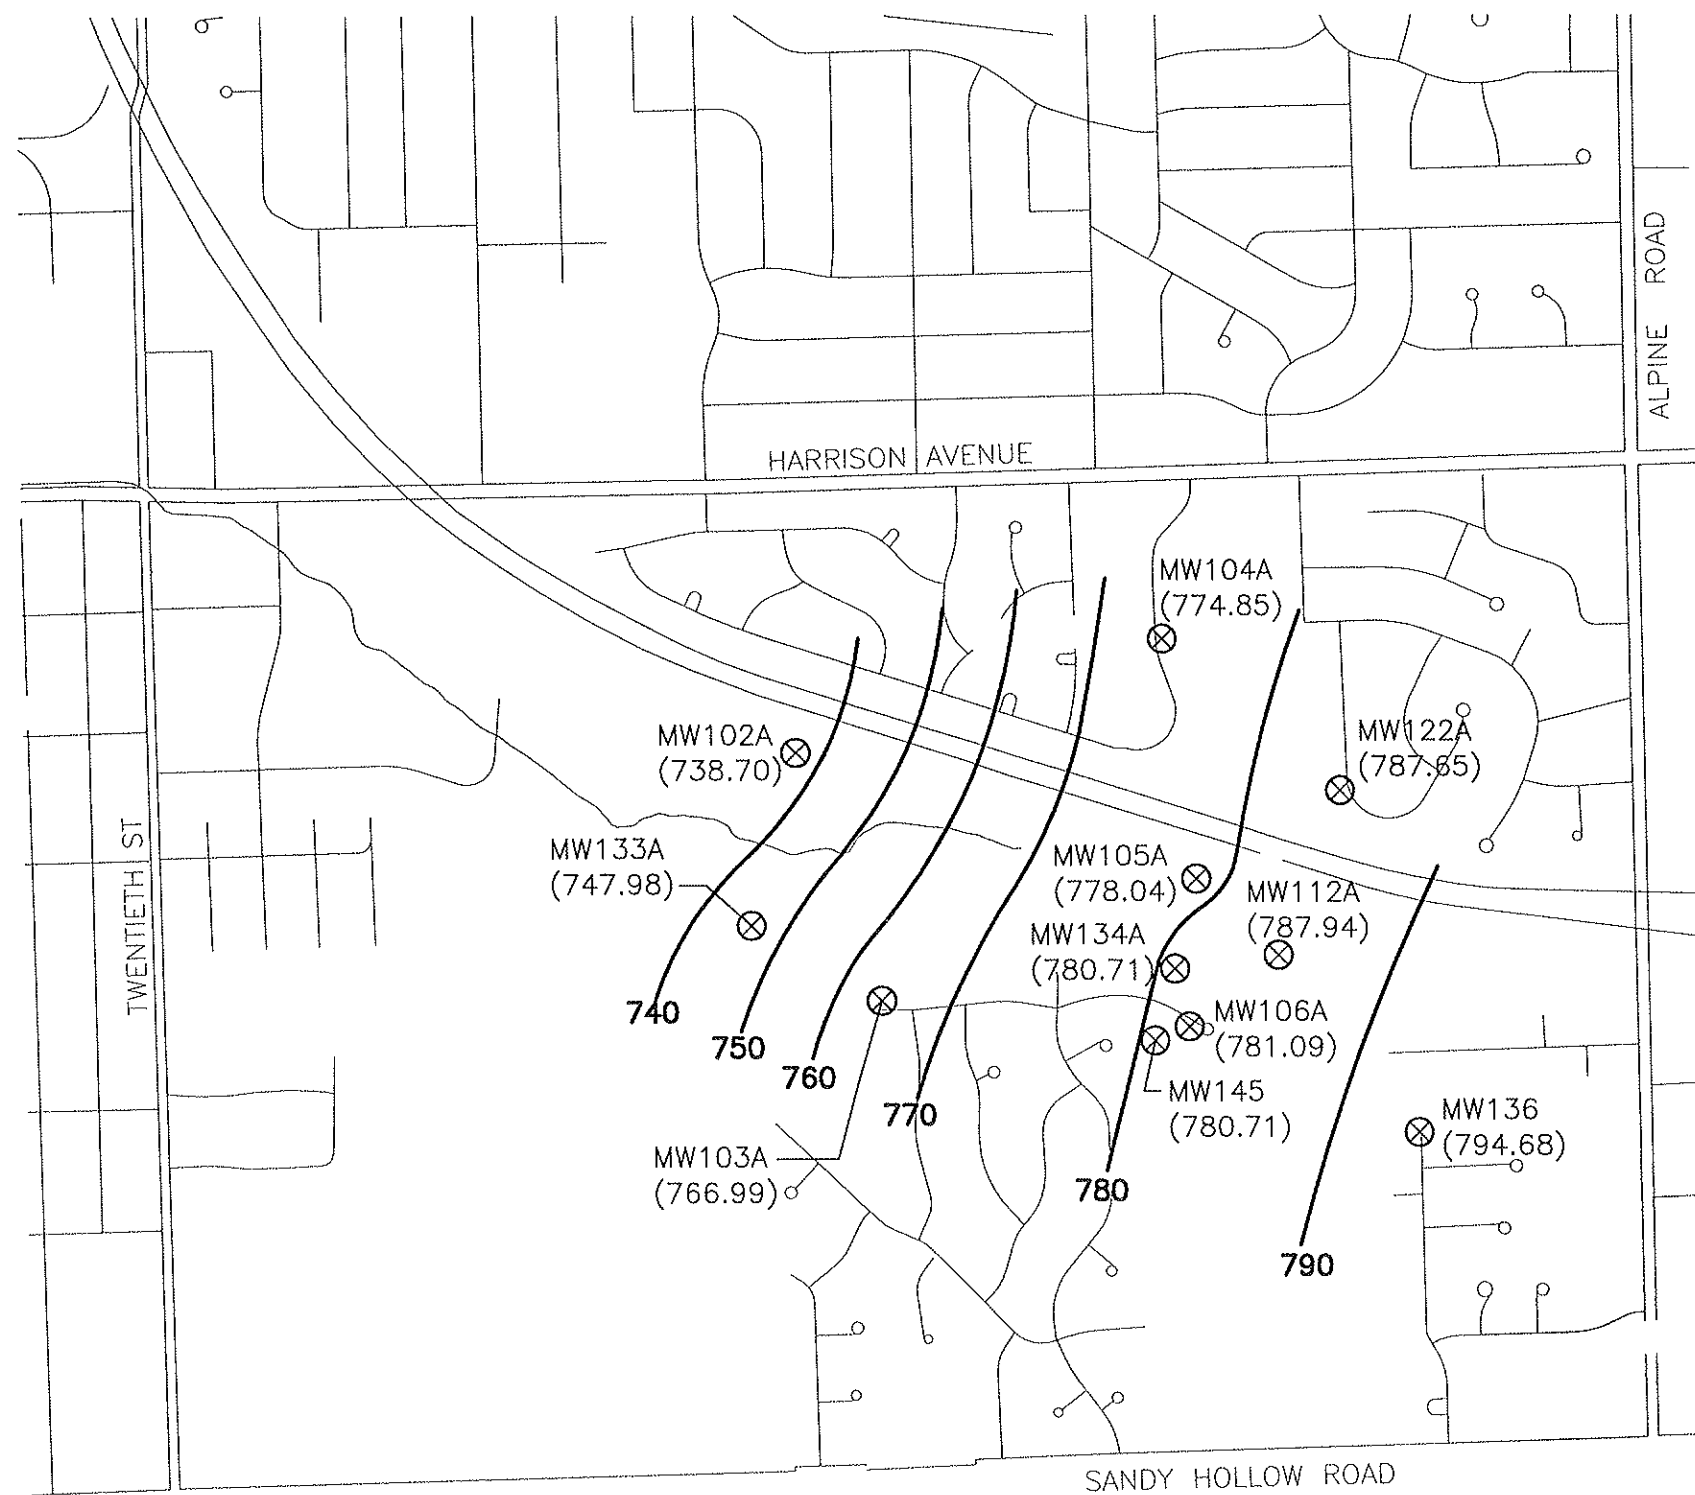 ALPINE ROAD
HARRISON AVENUE
MW104A
(774.85)
MW102A
(738.70)
MW122A
(787.65)
MW133A
(747.98)
MW105A
(778.04)
MW112A
(787.94)
TWENTIETH ST
MW134A
(780.71)
740
750
760
770
MW106A
(781.09)
MW145
(780.71)
MW136
(794.68)
MW103A
(766.99)
780
790
SANDY HOLLOW ROAD